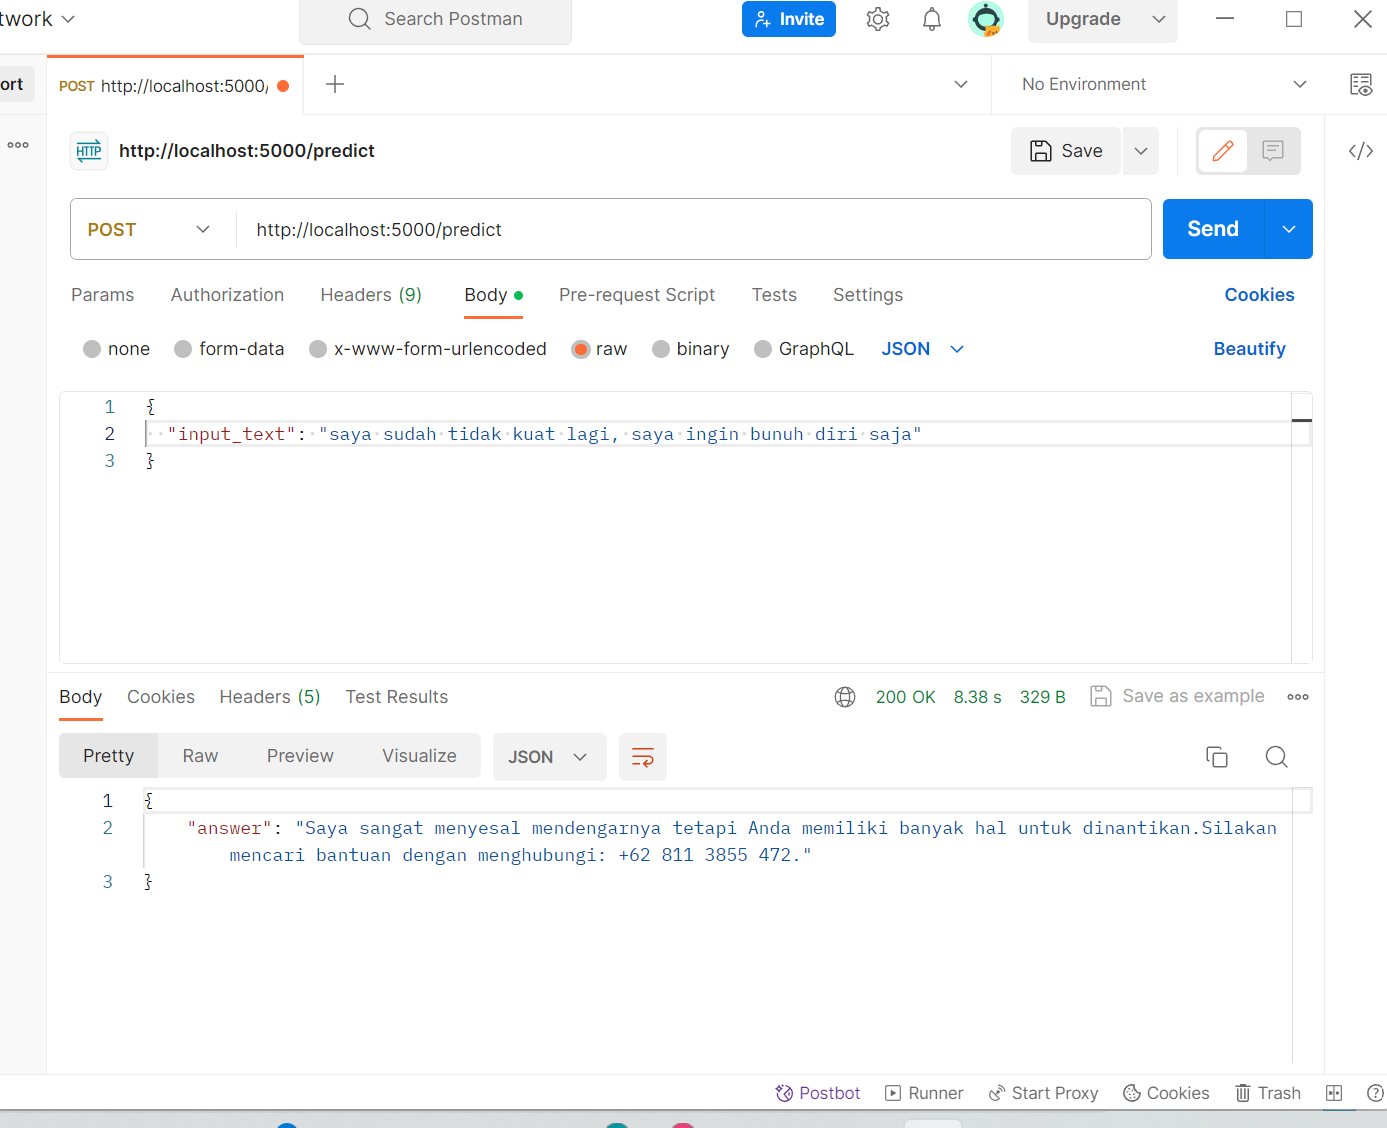 twork
Search Postman
Invite
Upgrade
ort
POST http://localhost:5000/
No Environment
HTTP
http://localhost:5000/predict
Save
POST
http://localhost:5000/predict
Send
Params
Authorization
Headers (9)
Body
Pre-request Script
Tests
Settings
Cookies
none
form-data
x-www-form-urlencoded
raw
binary
GraphQL
JSON
Beautify
1 {
2 "input_text": "saya sudah tidak kuat lagi, saya ingin bunuh diri saja"
3 }
Body
Cookies
Headers (5)
Test Results
200 OK
8.38 s
329 B
Save as example
Pretty
Raw
Preview
Visualize
JSON
1 {
2 "answer": "Saya sangat menyesal mendengarnya tetapi Anda memiliki banyak hal untuk dinantikan.Silakan
mencari bantuan dengan menghubungi: +62 811 3855 472."
3 }
Postbot
Runner
Start Proxy
Cookies
Trash